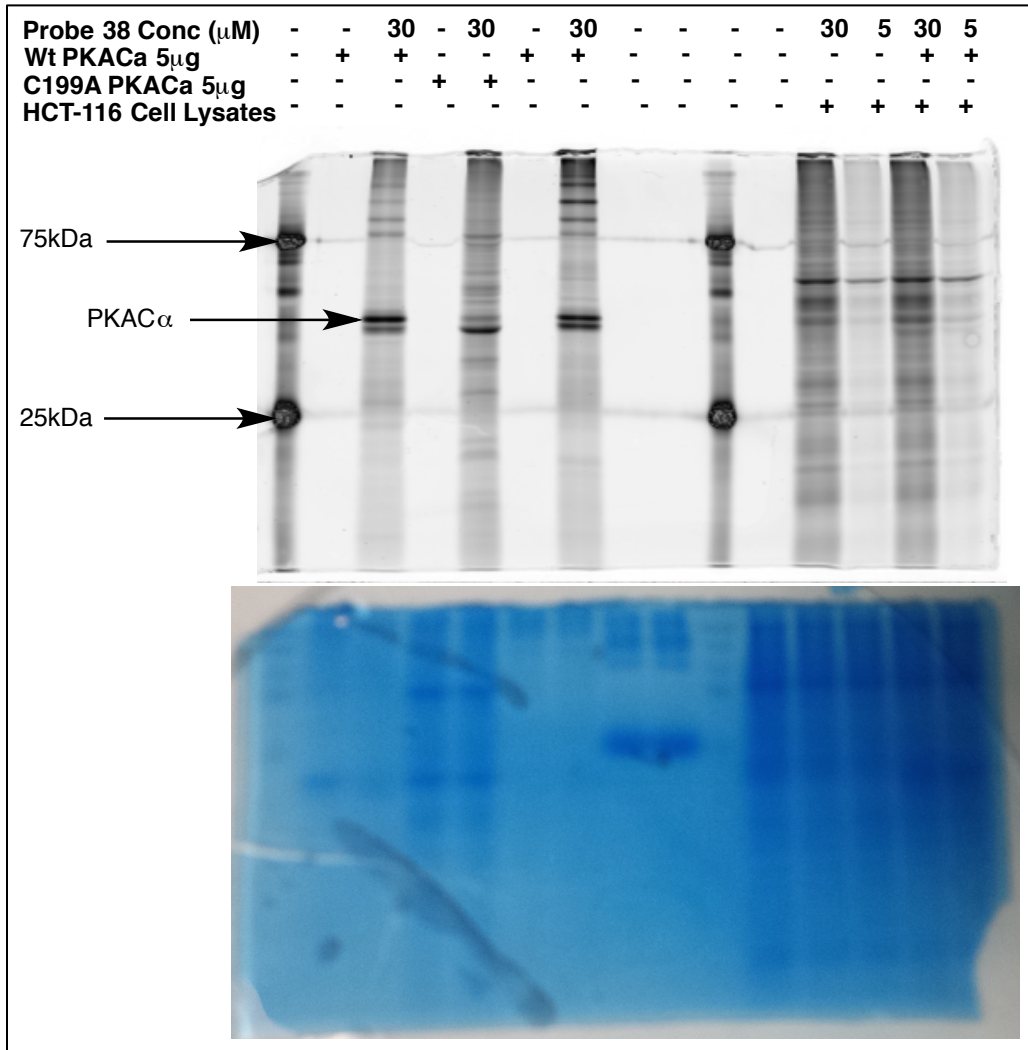 Probe 38 Conc (μM) - - 30 - 30 - 30 - - - - 30 5 30 5
Wt PKACa 5μg - + + - - + + - - - - - - + +
C199A PKACa 5μg - - - + + - - - - - - - - - -
HCT-116 Cell Lysates - - - - - - - - - - - + + + +
75kDa
PKACα
25kDa